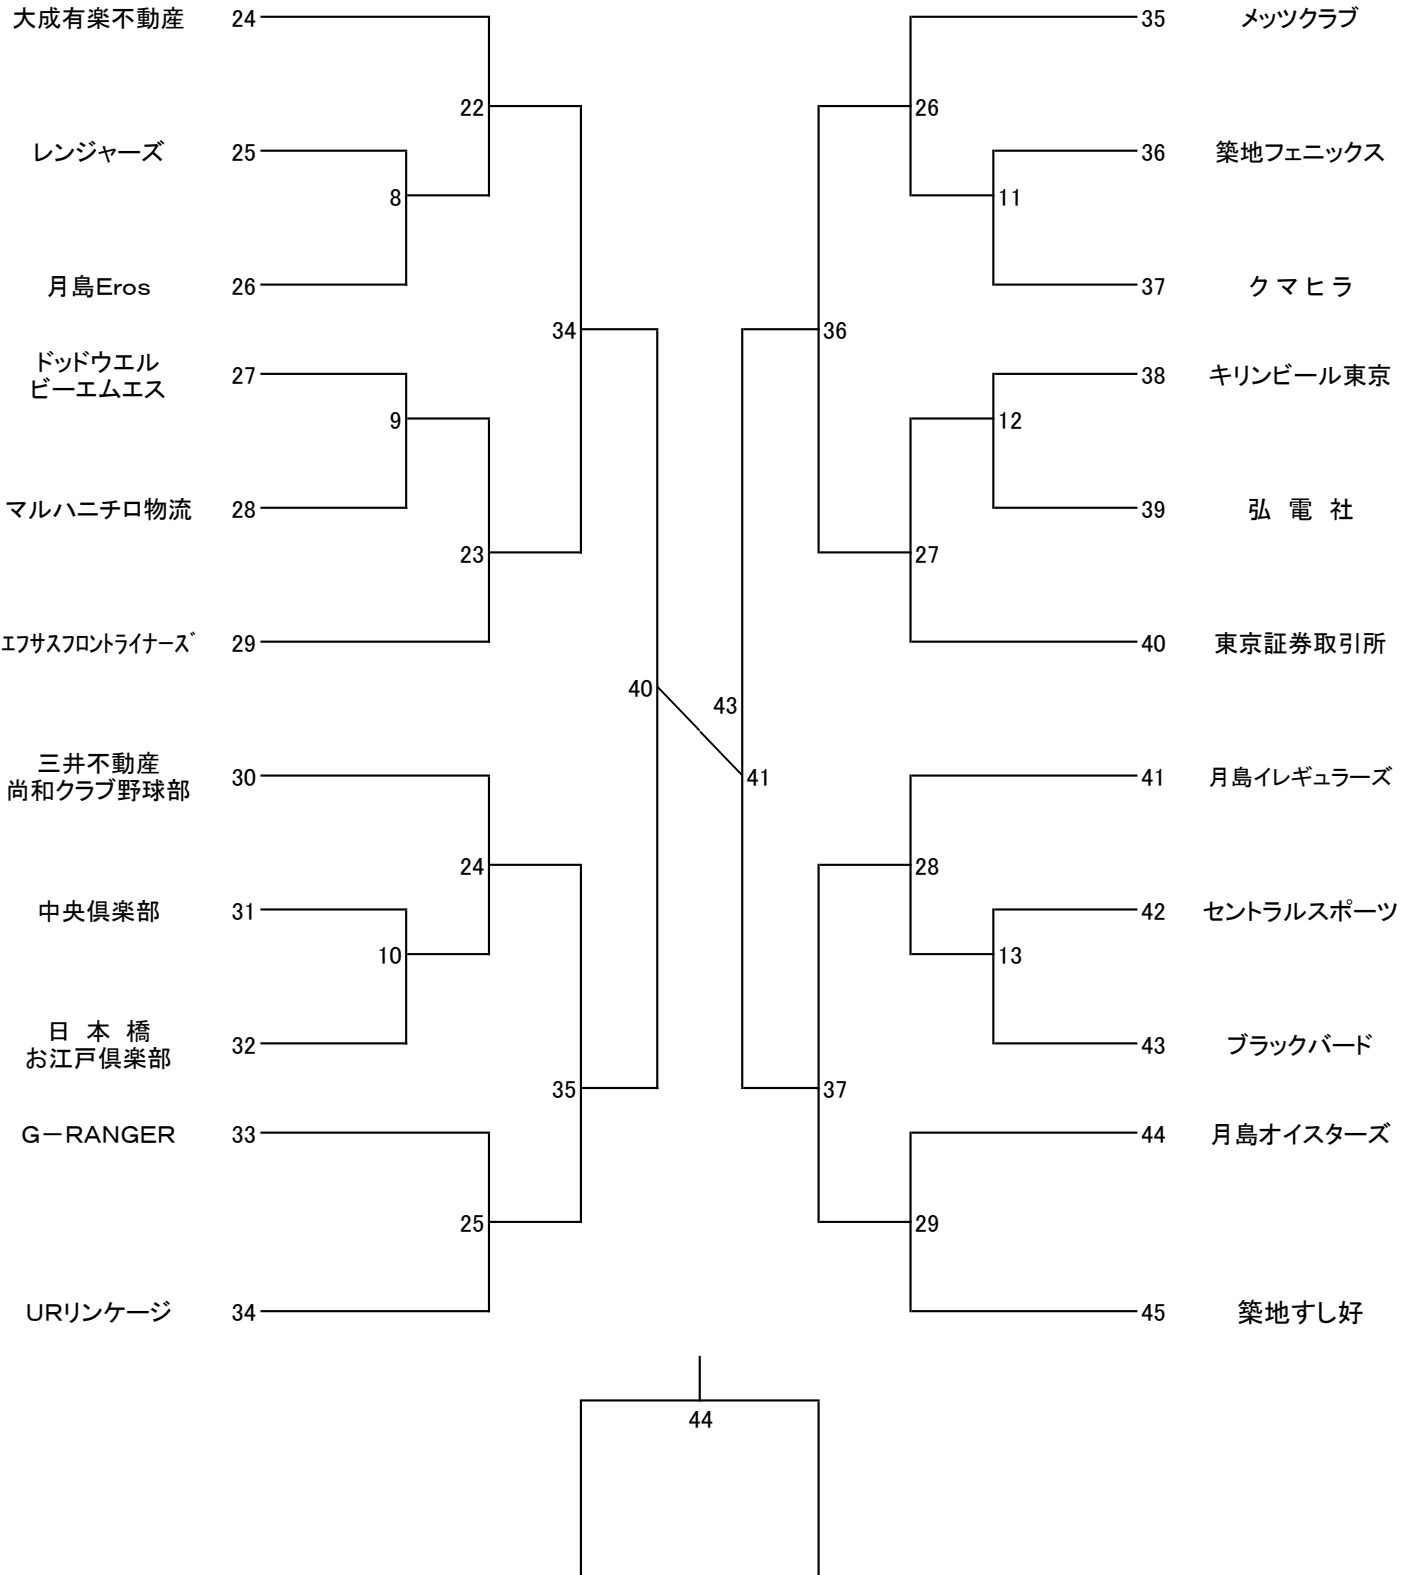 大成有楽不動産 24
22
レンジャーズ 25
8
月島Eros 26
34
ドッドウエル
ビーエムエス
27
9
マルハニチロ物流 28
23
エフサスフロントライナーズ 29
40
三井不動産
尚和クラブ野球部
30
24
中央倶楽部 31
10
日 本 橋
お江戸倶楽部
32
35
G-RANGER 33
25
URリンケージ 34
43
41
35 メッツクラブ
26
36 築地フェニックス
11
37 クマヒラ
36
38 キリンビール東京
12
39 弘 電 社
27
40 東京証券取引所
41 月島イレギュラーズ
28
42 セントラルスポーツ
13
43 ブラックバード
37
44 月島オイスターズ
29
45 築地すし好
44